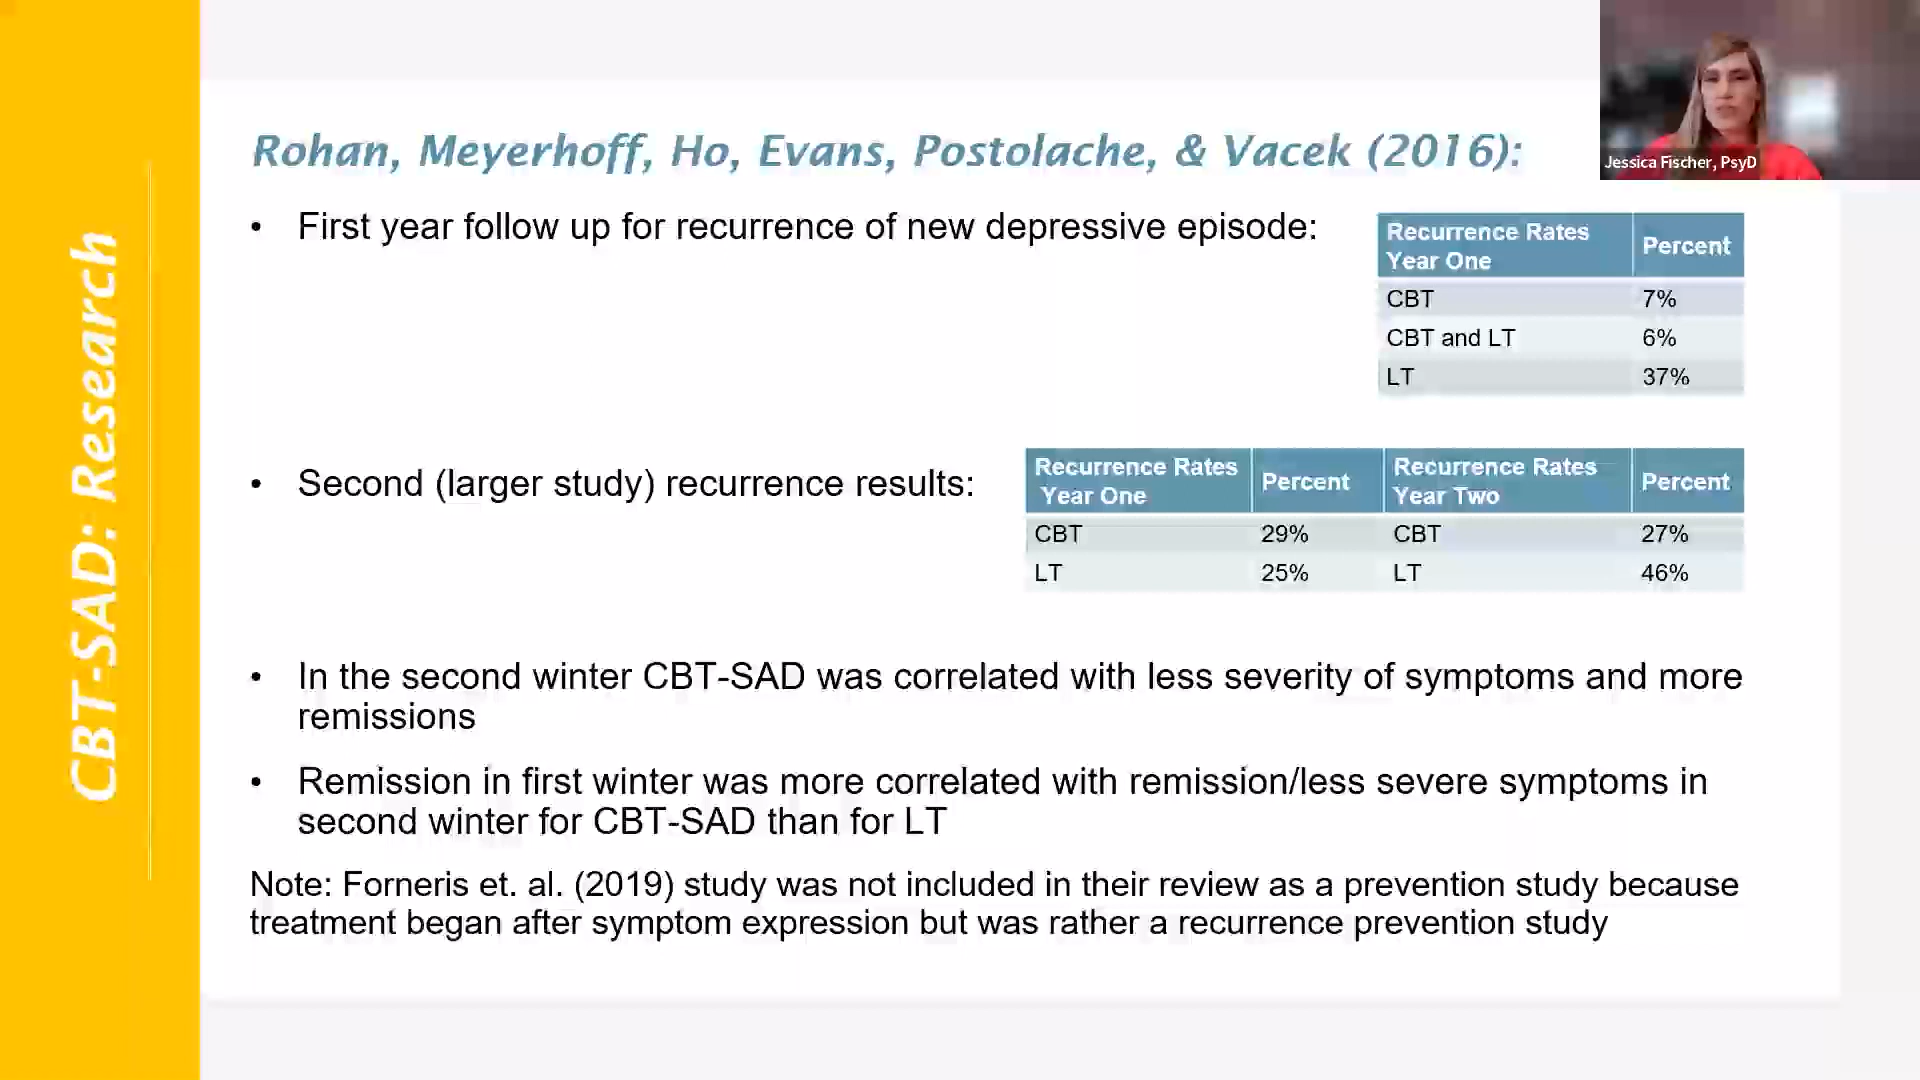 CBT-SAD: Research
Rohan, Meyerhoff, Ho, Evans, Postolache, & Vacek (2016):
Jessica Fischer, PsyD
• First year follow up for recurrence of new depressive episode:
Recurrence Rates Year One Percent
CBT 7%
CBT and LT 6%
LT 37%
• Second (larger study) recurrence results:
Recurrence Rates Year One Percent Recurrence Rates Year Two Percent
CBT 29% CBT 27%
LT 25% LT 46%
• In the second winter CBT-SAD was correlated with less severity of symptoms and more
remissions
• Remission in first winter was more correlated with remission/less severe symptoms in
second winter for CBT-SAD than for LT
Note: Forneris et. al. (2019) study was not included in their review as a prevention study because
treatment began after symptom expression but was rather a recurrence prevention study